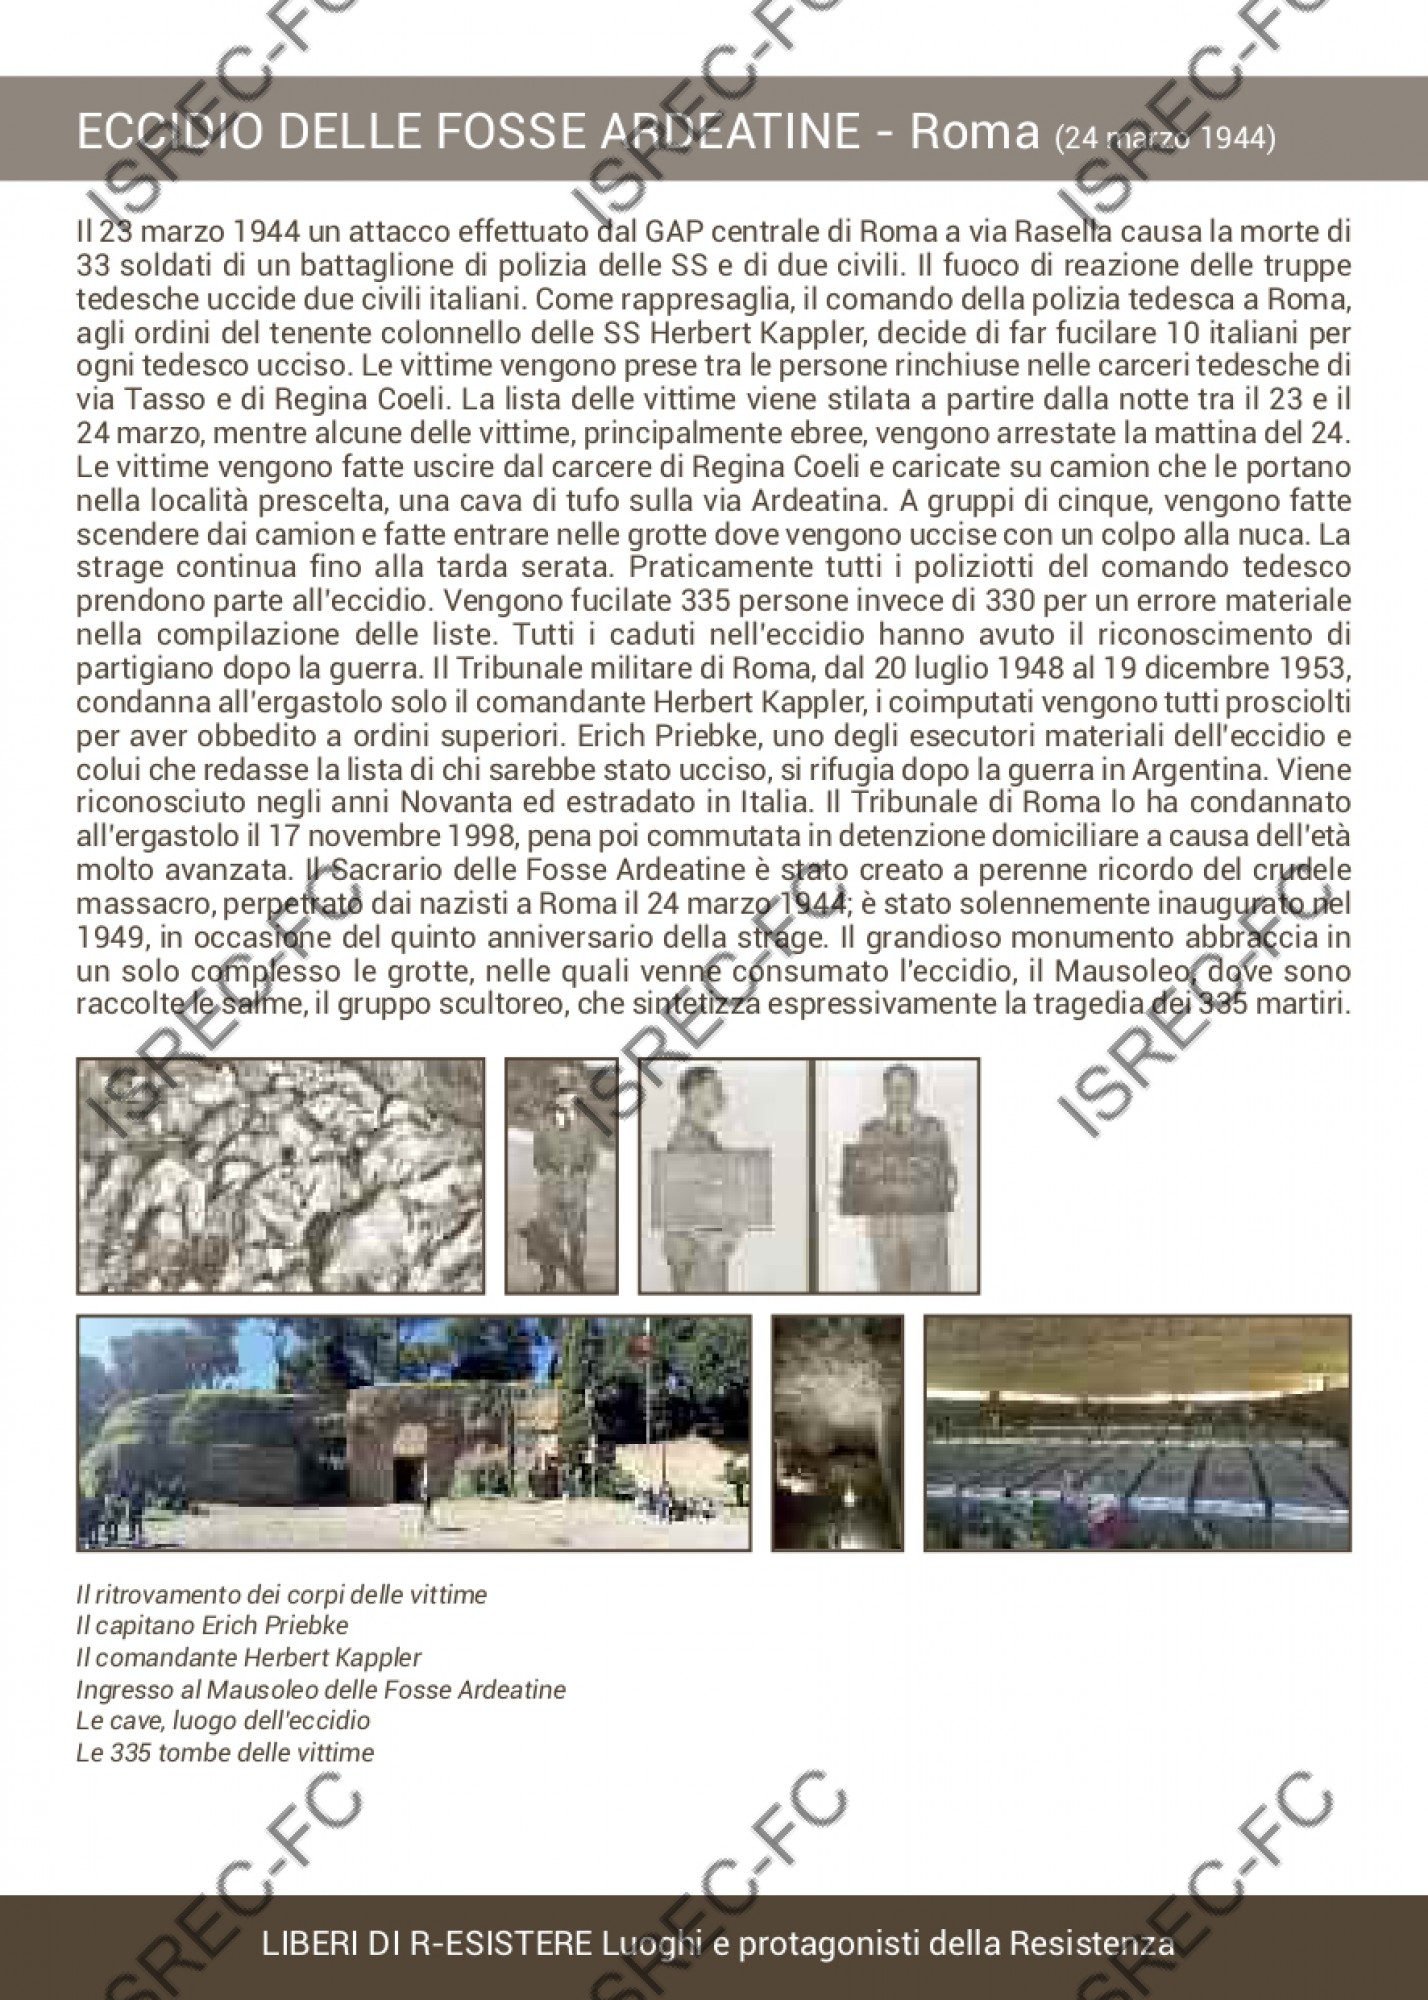 ECCIDIO DELLE FOSSE ARDEATINE - Roma (24 marzo 1944)
Il 23 marzo 1944 un attacco effettuato dal GAP centrale di Roma a via Rasella causa la morte di
33 soldati di un battaglione di polizia delle SS e di due civili. Il fuoco di reazione delle truppe
tedesche uccide due civili italiani. Come rappresaglia, il comando della polizia tedesca a Roma,
agli ordini del tenente colonnello delle SS Herbert Kappler, decide di far fucilare 10 italiani per
ogni tedesco ucciso. Le vittime vengono prese tra le persone rinchiuse nelle carceri tedesche di
via Tasso e di Regina Coeli. La lista delle vittime viene stilata a partire dalla notte tra il 23 e il
24 marzo, mentre alcune delle vittime, principalmente ebree, vengono arrestate la mattina del 24.
Le vittime vengono fatte uscire dal carcere di Regina Coeli e caricate su camion che le portano
nella località prescelta, una cava di tufo sulla via Ardeatina. A gruppi di cinque, vengono fatte
scendere dai camion e fatte entrare nelle grotte dove vengono uccise con un colpo alla nuca. La
strage continua fino alla tarda serata. Praticamente tutti i poliziotti del comando tedesco
prendono parte all'eccidio. Vengono fucilate 335 persone invece di 330 per un errore materiale
nella compilazione delle liste. Tutti i caduti nell'eccidio hanno avuto il riconoscimento di
partigiano dopo la guerra. Il Tribunale militare di Roma, dal 20 luglio 1948 al 19 dicembre 1953,
condanna all'ergastolo solo il comandante Herbert Kappler, i coimputati vengono tutti prosciolti
per aver obbedito a ordini superiori. Erich Priebke, uno degli esecutori materiali dell'eccidio e
colui che redasse la lista di chi sarebbe stato ucciso, si rifugia dopo la guerra in Argentina. Viene
riconosciuto negli anni Novanta ed estradato in Italia. Il Tribunale di Roma lo ha condannato
all'ergastolo il 17 novembre 1998, pena poi commutata in detenzione domiciliare a causa dell'età
molto avanzata. Il Sacrario delle Fosse Ardeatine è stato creato a perenne ricordo del crudele
massacro, perpetrato dai nazisti a Roma il 24 marzo 1944; è stato solennemente inaugurato nel
1949, in occasione del quinto anniversario della strage. Il grandioso monumento abbraccia in
un solo complesso le grotte, nelle quali venne consumato l'eccidio, il Mausoleo, dove sono
raccolte le salme, il gruppo scultoreo, che sintetizza espressivamente la tragedia dei 335 martiri.
Il ritrovamento dei corpi delle vittime
Il capitano Erich Priebke
Il comandante Herbert Kappler
Ingresso al Mausoleo delle Fosse Ardeatine
Le cave, luogo dell'eccidio
Le 335 tombe delle vittime
LIBERI DI R-ESISTERE Luoghi e protagonisti della Resistenza
ISREC-FC
ISREC-FC
ISREC-FC
ISREC-FC
ISREC-FC
ISREC-FC
ISREC-FC
ISREC-FC
ISREC-FC